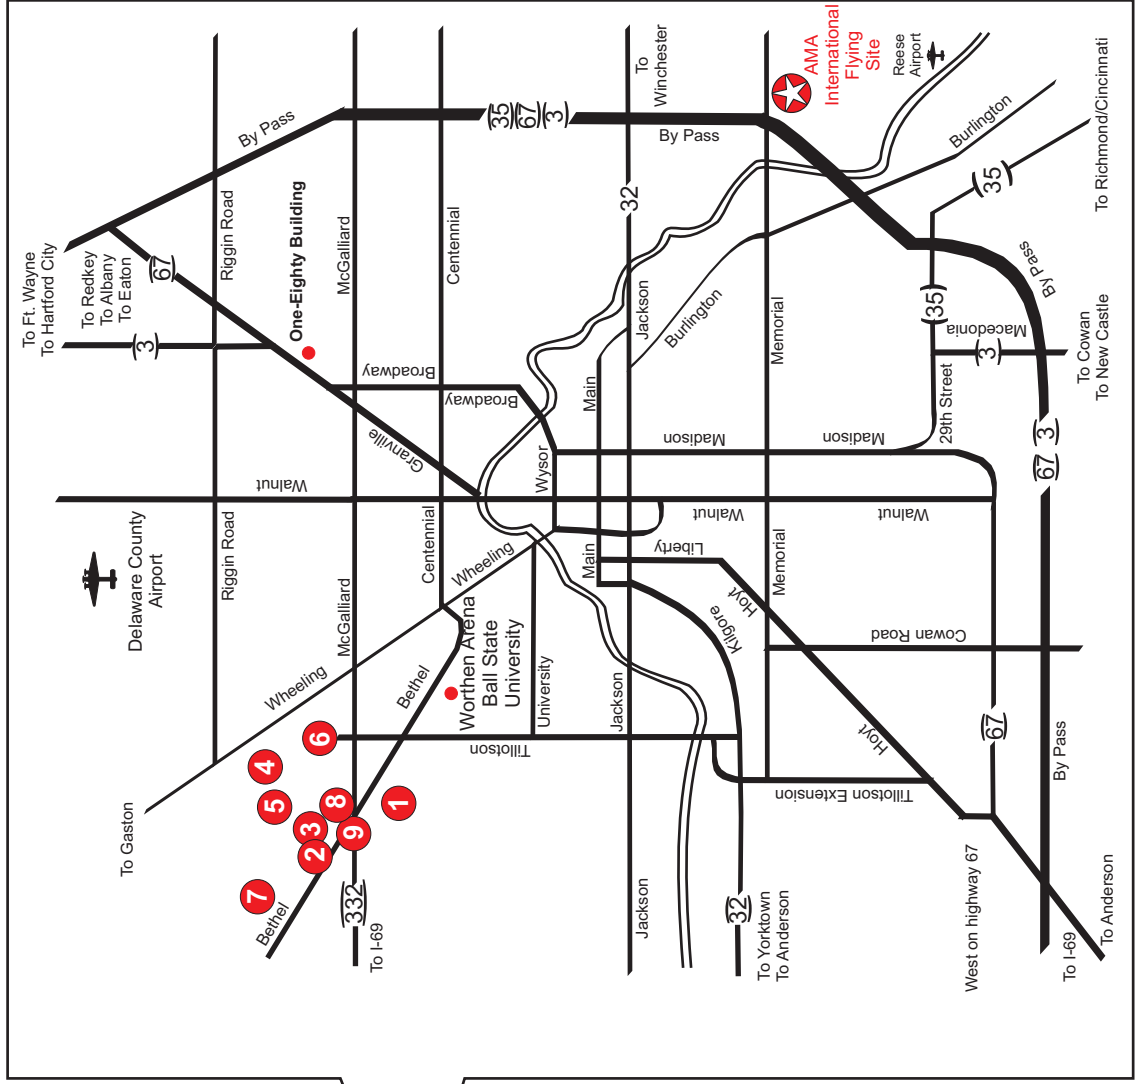 To Ft. Wayne
To Hartford City
To Redkey
To Albany
To Eaton
(67)
(3)
By Pass
Riggin Road
One-Eighty Building
McGalliard
Centennial
(35)
(67)
(3)
To
Winchester
By Pass
32
AMA
International
Flying
Site
Reese
Airport
Burlington
(35)
To Richmond/Cincinnati
Broadway
Broadway
Granville
Walnut
Jackson
Burlington
Main
Memorial
(35)
Macedonia
(3)
By Pass
To Cowan
To New Castle
29th Street
Madison
Madison
Wysor
(3)
(67)
Delaware County
Airport
Riggin Road
McGalliard
Centennial
Wheeling
Wheeling
Main
Walnut
Walnut
Liberty
Memorial
Hoyt
Kilgore
Cowan Road
Bethel
Worthen Arena
Ball State
University
University
Jackson
Tillotson
Hoyt
Tillotson Extension
(67)
By Pass
To Gaston
6
4
5
8
1
3
9
2
7
Bethel
(332)
To I-69
Jackson
(32)
To Yorktown
To Anderson
West on highway 67
To I-69
To Anderson